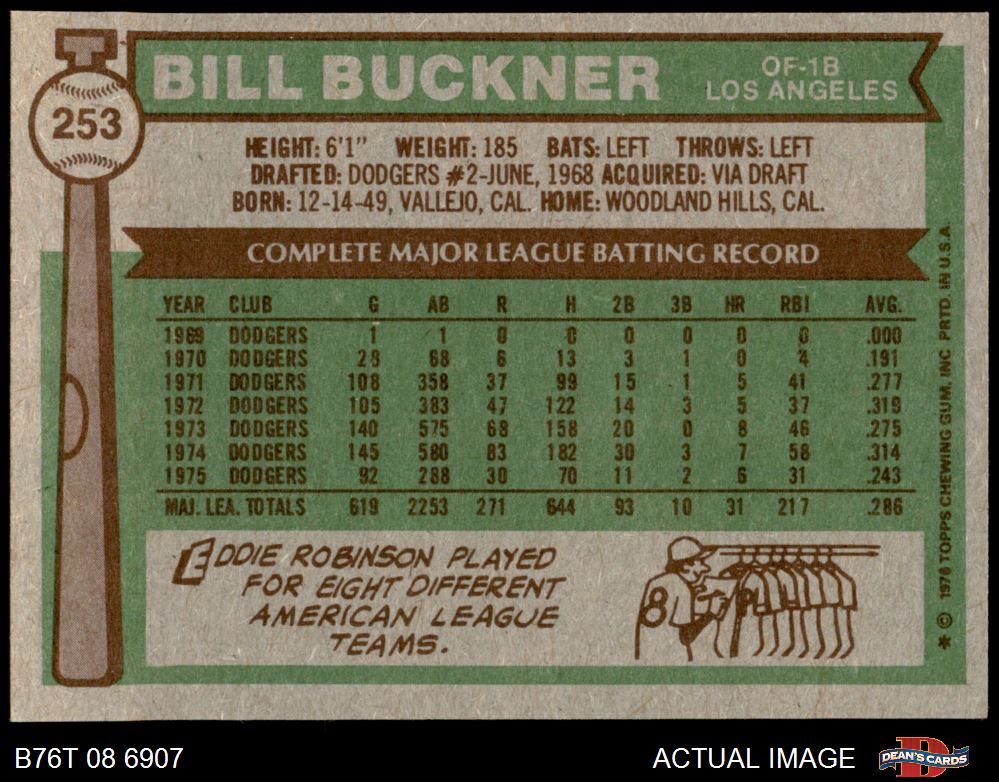 253
BILL BUCKNER
OF-1B
LOS ANGELES
HEIGHT: 6'1" WEIGHT: 185 BATS: LEFT THROWS: LEFT
DRAFTED: DODGERS #2-JUNE, 1968 ACQUIRED: VIA DRAFT
BORN: 12-14-49, VALLEJO, CAL. HOME: WOODLAND HILLS, CAL.
COMPLETE MAJOR LEAGUE BATTING RECORD
YEAR CLUB G AB R H 2B 3B HR RBI AVG.
1969 DODGERS 1 1 0 0 0 0 0 0 .000
1970 DODGERS 28 68 6 13 3 1 0 4 .191
1971 DODGERS 108 358 37 99 15 1 5 41 .277
1972 DODGERS 105 383 47 122 14 3 5 37 .319
1973 DODGERS 140 575 68 158 20 0 8 46 .275
1974 DODGERS 145 580 83 182 30 3 7 58 .314
1975 DODGERS 92 288 30 70 11 2 6 31 .243
MAJ. LEA. TOTALS 619 2253 271 644 93 10 31 217 .286
EDDIE ROBINSON PLAYED
FOR EIGHT DIFFERENT
AMERICAN LEAGUE
TEAMS.
8
* © 1976 TOPPS CHEWING GUM, INC. PRTD. IN U.S.A.
B76T 08 6907
ACTUAL IMAGE
DEAN'S CARDS